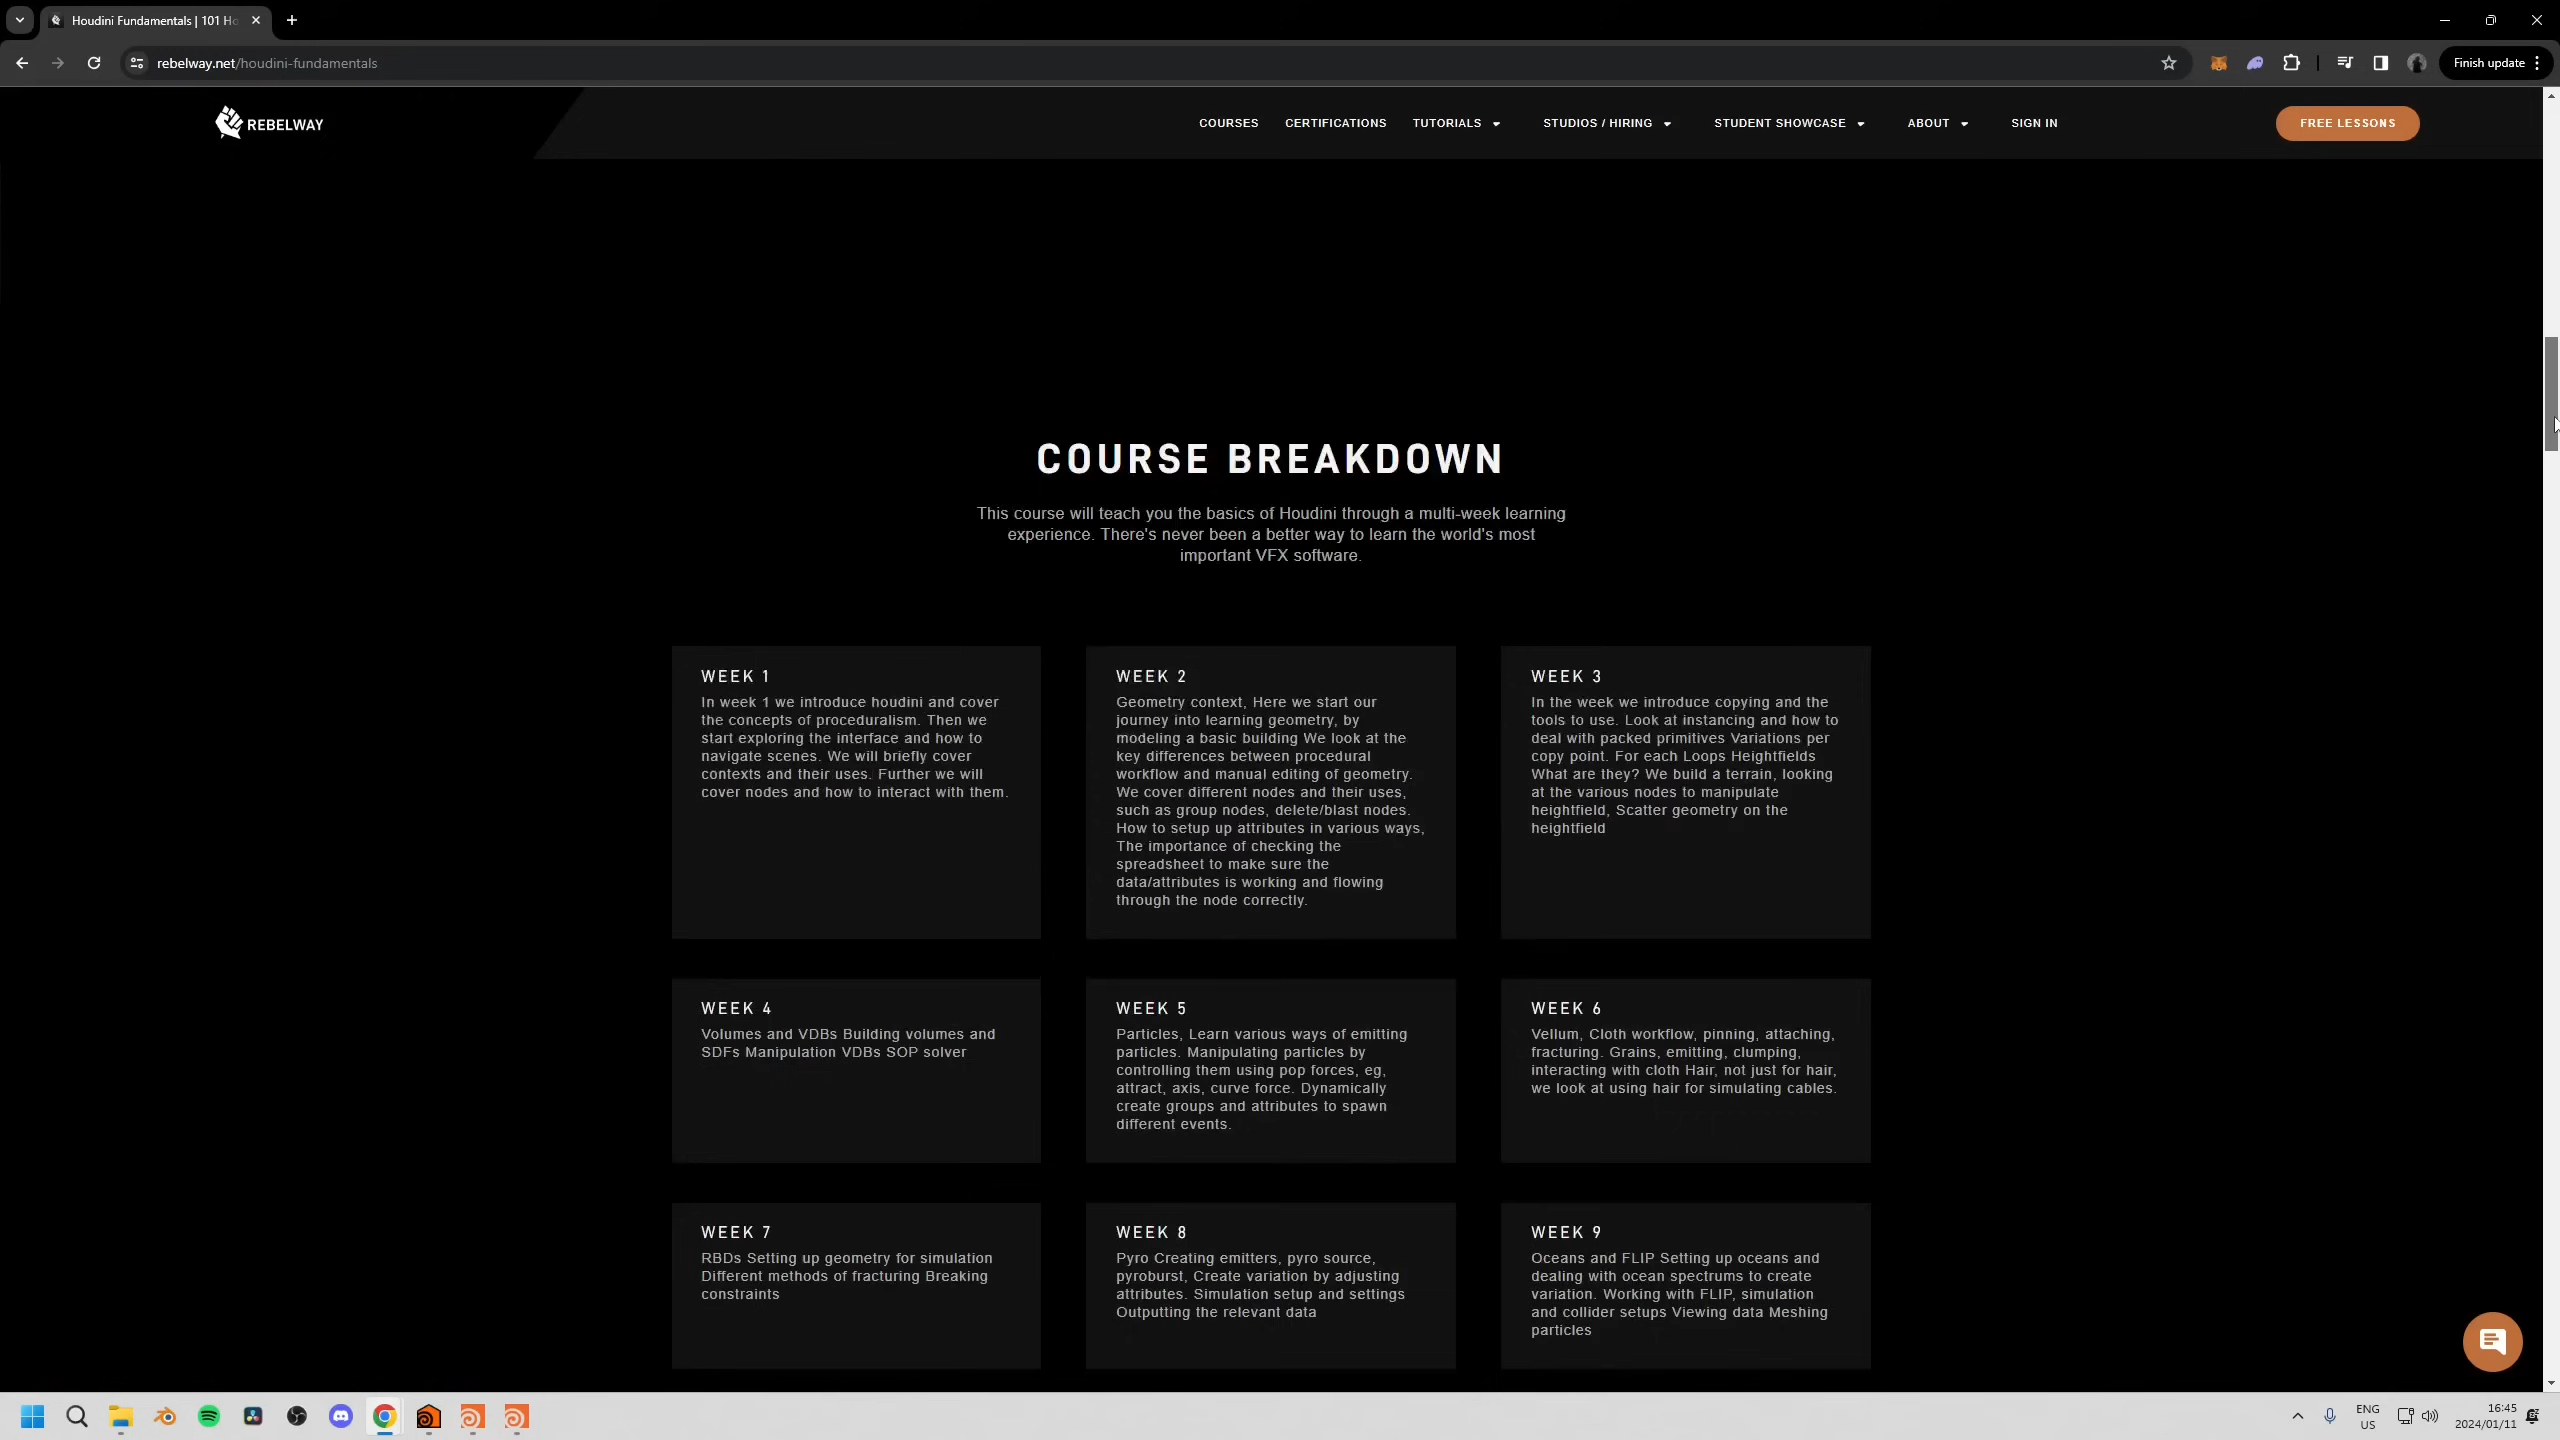 Houdini Fundamentals | 101 Ho
rebelway.net/houdini-fundamentals
Finish update
REBELWAY
COURSES
CERTIFICATIONS
TUTORIALS
STUDIOS / HIRING
STUDENT SHOWCASE
ABOUT
SIGN IN
FREE LESSONS
COURSE BREAKDOWN
This course will teach you the basics of Houdini through a multi-week learning
experience. There's never been a better way to learn the world's most
important VFX software.
WEEK 1
In week 1 we introduce houdini and cover
the concepts of proceduralism. Then we
start exploring the interface and how to
navigate scenes. We will briefly cover
contexts and their uses. Further we will
cover nodes and how to interact with them.
WEEK 2
Geometry context, Here we start our
journey into learning geometry, by
modeling a basic building We look at the
key differences between procedural
workflow and manual editing of geometry.
We cover different nodes and their uses,
such as group nodes, delete/blast nodes.
How to setup up attributes in various ways,
The importance of checking the
spreadsheet to make sure the
data/attributes is working and flowing
through the node correctly.
WEEK 3
In the week we introduce copying and the
tools to use. Look at instancing and how to
deal with packed primitives Variations per
copy point. For each Loops Heightfields
What are they? We build a terrain, looking
at the various nodes to manipulate
heightfield, Scatter geometry on the
heightfield
WEEK 4
Volumes and VDBs Building volumes and
SDFs Manipulation VDBs SOP solver
WEEK 5
Particles, Learn various ways of emitting
particles. Manipulating particles by
controlling them using pop forces, eg,
attract, axis, curve force. Dynamically
create groups and attributes to spawn
different events.
WEEK 6
Vellum, Cloth workflow, pinning, attaching,
fracturing. Grains, emitting, clumping,
interacting with cloth Hair, not just for hair,
we look at using hair for simulating cables.
WEEK 7
RBDs Setting up geometry for simulation
Different methods of fracturing Breaking
constraints
WEEK 8
Pyro Creating emitters, pyro source,
pyroburst, Create variation by adjusting
attributes. Simulation setup and settings
Outputting the relevant data
WEEK 9
Oceans and FLIP Setting up oceans and
dealing with ocean spectrums to create
variation. Working with FLIP, simulation
and collider setups Viewing data Meshing
particles
ENG
US
16:45
2024/01/11